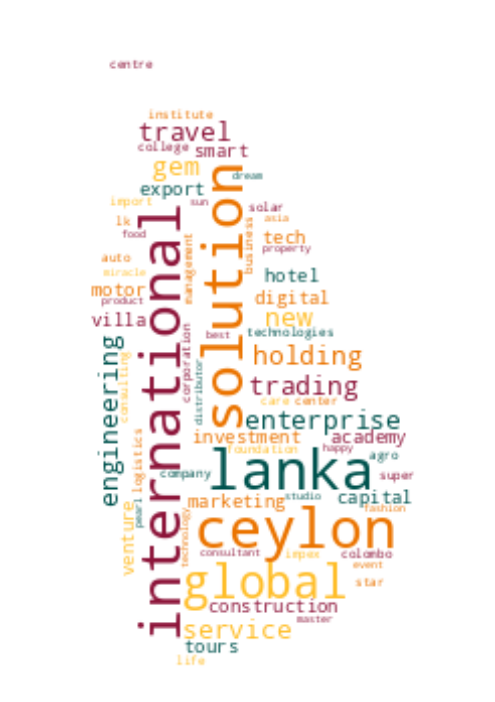 centre
institute
travel
college
smart
gem
dream
export
import
sun
solar
lk
asia
food
tech
business
property
management
auto
miracle
hotel
motor
product
digital
new
villa
technologies
international
solution
best
corporation
holding
engineering
consulting
distributor
trading
care
center
enterprise
investment
academy
foundation
happy
agro
logistics
company
lanka
super
marketing
studio
capital
pearl
fashion
ceylon
technology
venture
consultant
impex
colombo
event
global
star
construction
master
service
tours
life